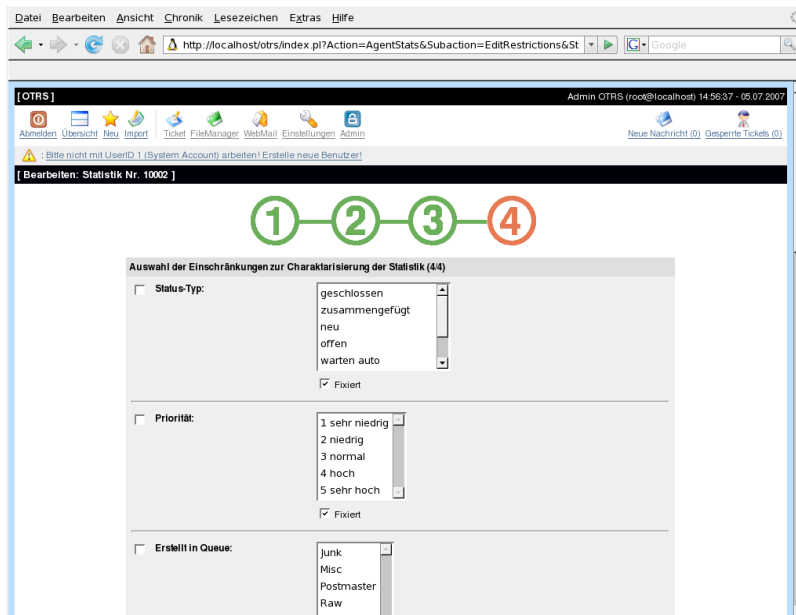 Datei Bearbeiten Ansicht Chronik Lesezeichen Extras Hilfe
http://localhost/otrs/index.pl?Action=AgentStats&Subaction=EditRestrictions&St G Google
[ OTRS ] Admin OTRS (root@localhost) 14:56:37 - 05.07.2007
Abmelden Übersicht Neu Import Ticket FileManager WebMail Einstellungen Admin Neue Nachricht (0) Gesperrte Tickets (0)
: Bitte nicht mit UserID 1 (System Account) arbeiten! Erstelle neue Benutzer!
[ Bearbeiten: Statistik Nr. 10002 ]
1 2 3 4
Auswahl der Einschränkungen zur Charaktarisierung der Statistik (4/4)
Status-Typ:
geschlossen
zusammengefügt
neu
offen
warten auto
Fixiert
Priorität:
1 sehr niedrig
2 niedrig
3 normal
4 hoch
5 sehr hoch
Fixiert
Erstellt in Queue:
Junk
Misc
Postmaster
Raw